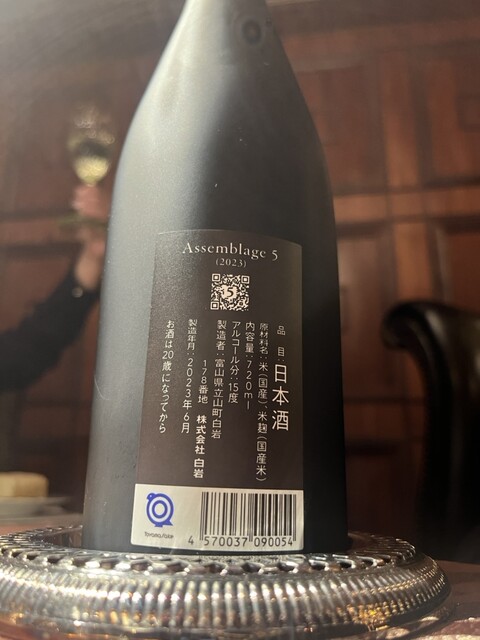 Assemblage 5
(2023)
品目:日本酒
原材料名:米(国産)、米麹(国産米)
内容量:720ml
アルコール分:15度
製造者:富山県立山町白岩
178番地 株式会社 白岩
製造年月:2023年6月
お酒は20歳になってから
4 570037 090054